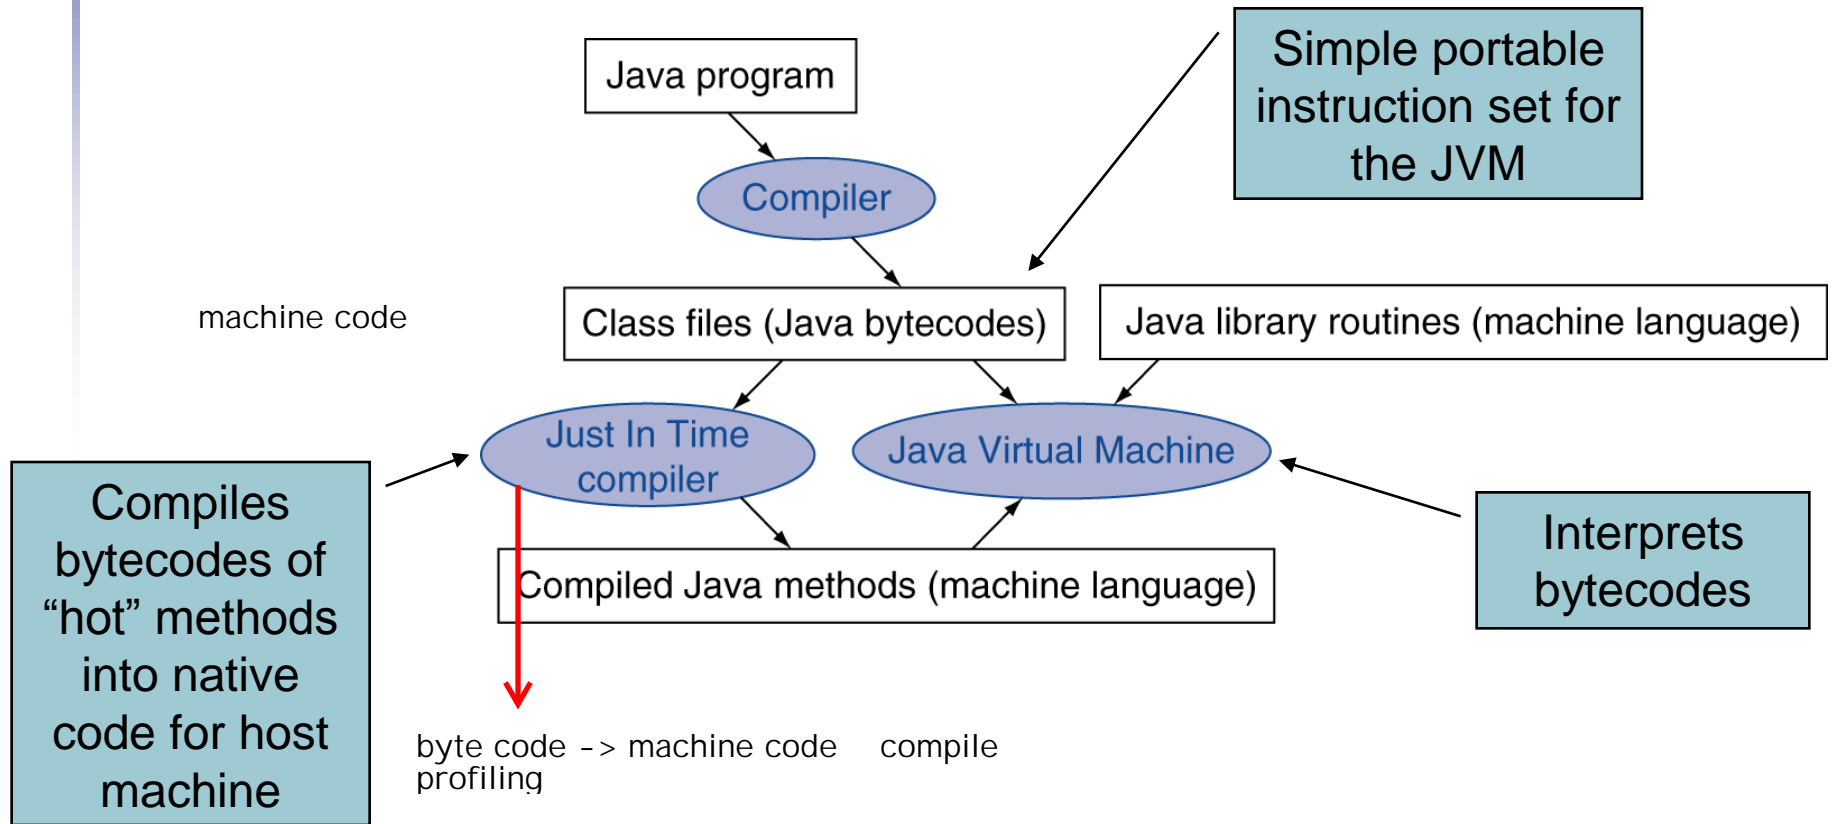 Java program
Simple portable
instruction set for
the JVM
Compiler
machine code
Class files (Java bytecodes)
Java library routines (machine language)
Just In Time
compiler
Java Virtual Machine
Compiles
bytecodes of
“hot” methods
into native
code for host
machine
Interprets
bytecodes
Compiled Java methods (machine language)
byte code -> machine code compile
profiling